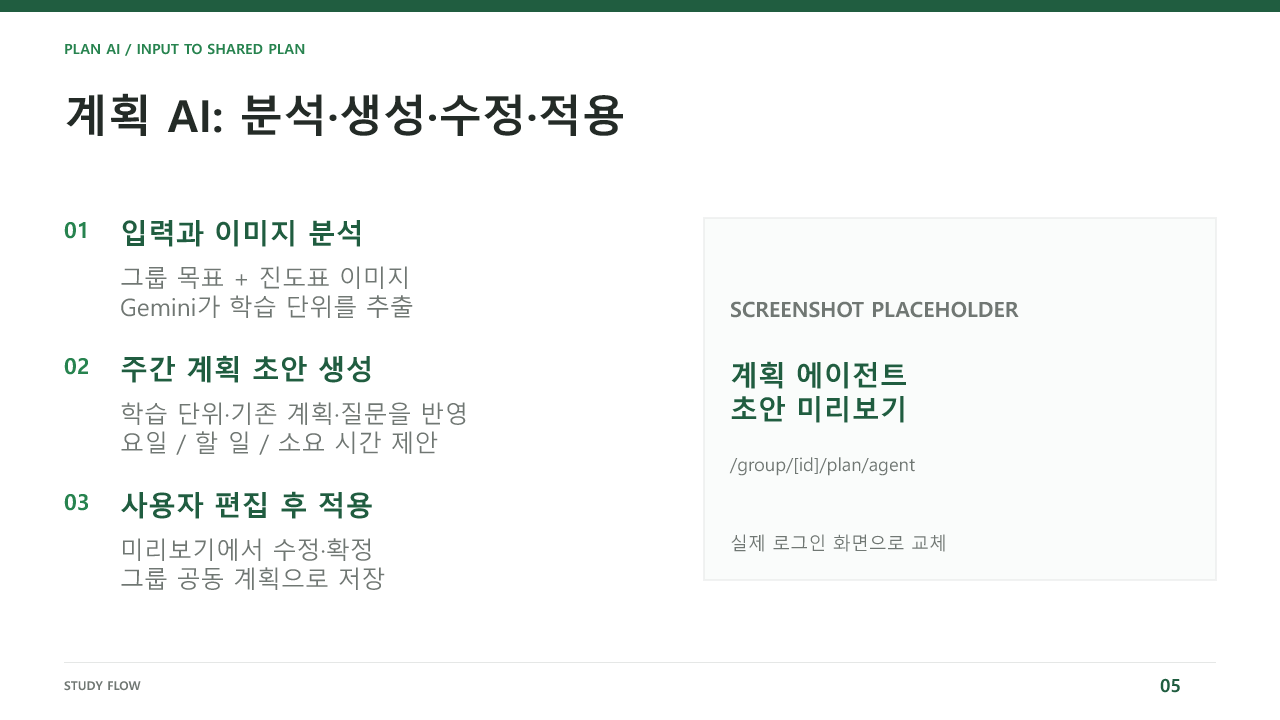 PLAN AI / INPUT TO SHARED PLAN
계획 AI: 분석·생성·수정·적용
01 입력과 이미지 분석
그룹 목표 + 진도표 이미지
Gemini가 학습 단위를 추출
02 주간 계획 초안 생성
학습 단위·기존 계획·질문을 반영
요일 / 할 일 / 소요 시간 제안
03 사용자 편집 후 적용
미리보기에서 수정·확정
그룹 공동 계획으로 저장
SCREENSHOT PLACEHOLDER
계획 에이전트
초안 미리보기
/group/[id]/plan/agent
실제 로그인 화면으로 교체
STUDY FLOW
05